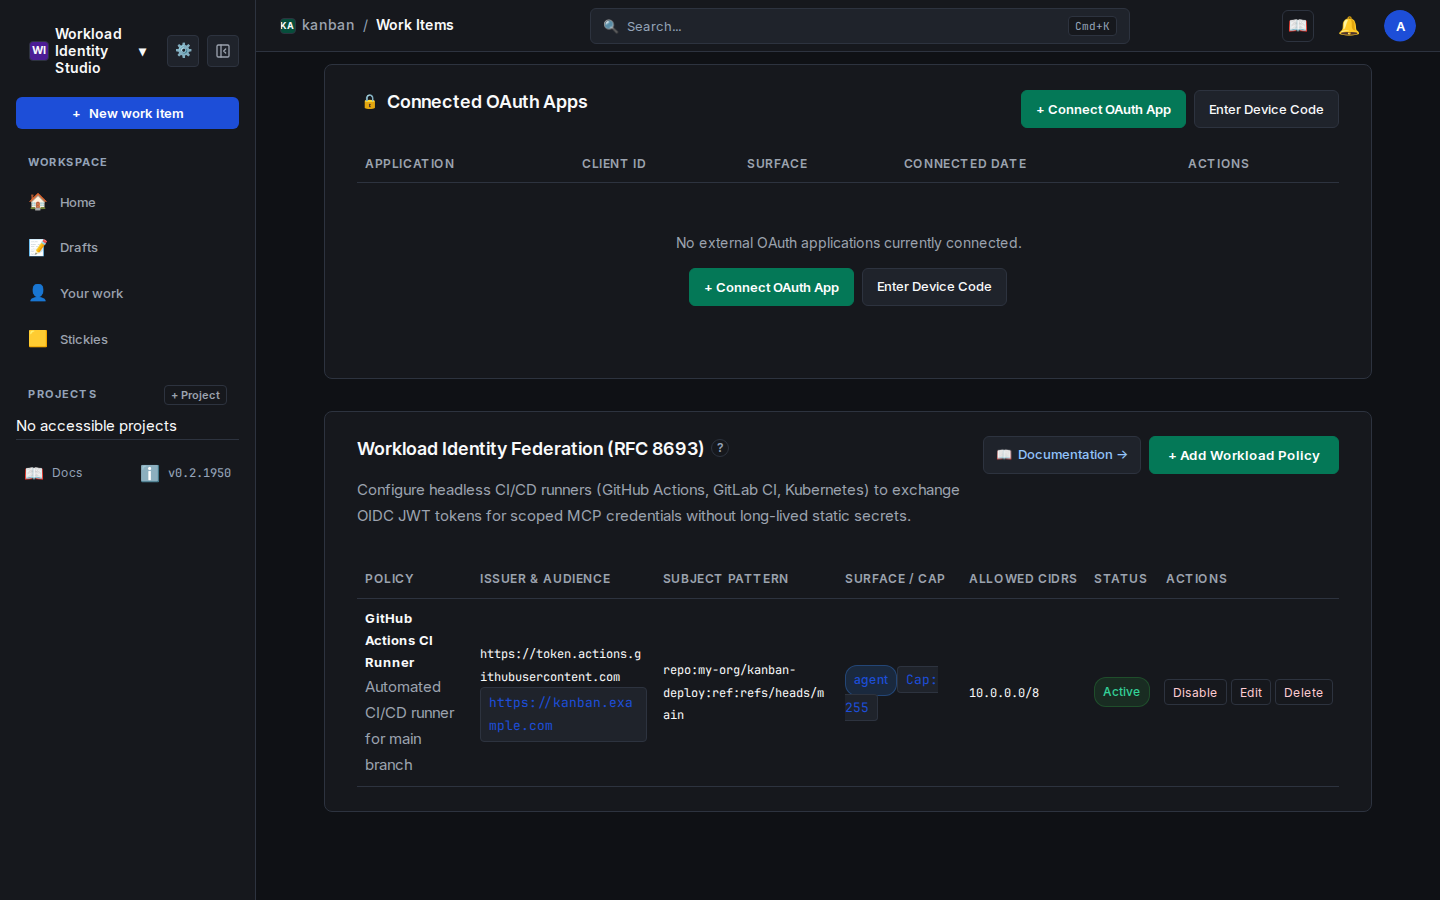 WI
Workload
Identity
Studio
▼
+ New work item
WORKSPACE
Home
Drafts
Your work
Stickies
PROJECTS
+ Project
No accessible projects
Docs
v0.2.1950
KA kanban / Work Items
Search...
Cmd+K
A
Connected OAuth Apps
+ Connect OAuth App
Enter Device Code
APPLICATION
CLIENT ID
SURFACE
CONNECTED DATE
ACTIONS
No external OAuth applications currently connected.
+ Connect OAuth App
Enter Device Code
Workload Identity Federation (RFC 8693) ?
Documentation →
+ Add Workload Policy
Configure headless CI/CD runners (GitHub Actions, GitLab CI, Kubernetes) to exchange
OIDC JWT tokens for scoped MCP credentials without long-lived static secrets.
POLICY
ISSUER & AUDIENCE
SUBJECT PATTERN
SURFACE / CAP
ALLOWED CIDRS
STATUS
ACTIONS
GitHub
Actions CI
Runner
Automated
CI/CD runner
for main
branch
https://token.actions.g
ithubusercontent.com
https://kanban.exa
mple.com
repo:my-org/kanban-
deploy:ref:refs/heads/m
ain
agent
Cap:
255
10.0.0.0/8
Active
Disable
Edit
Delete